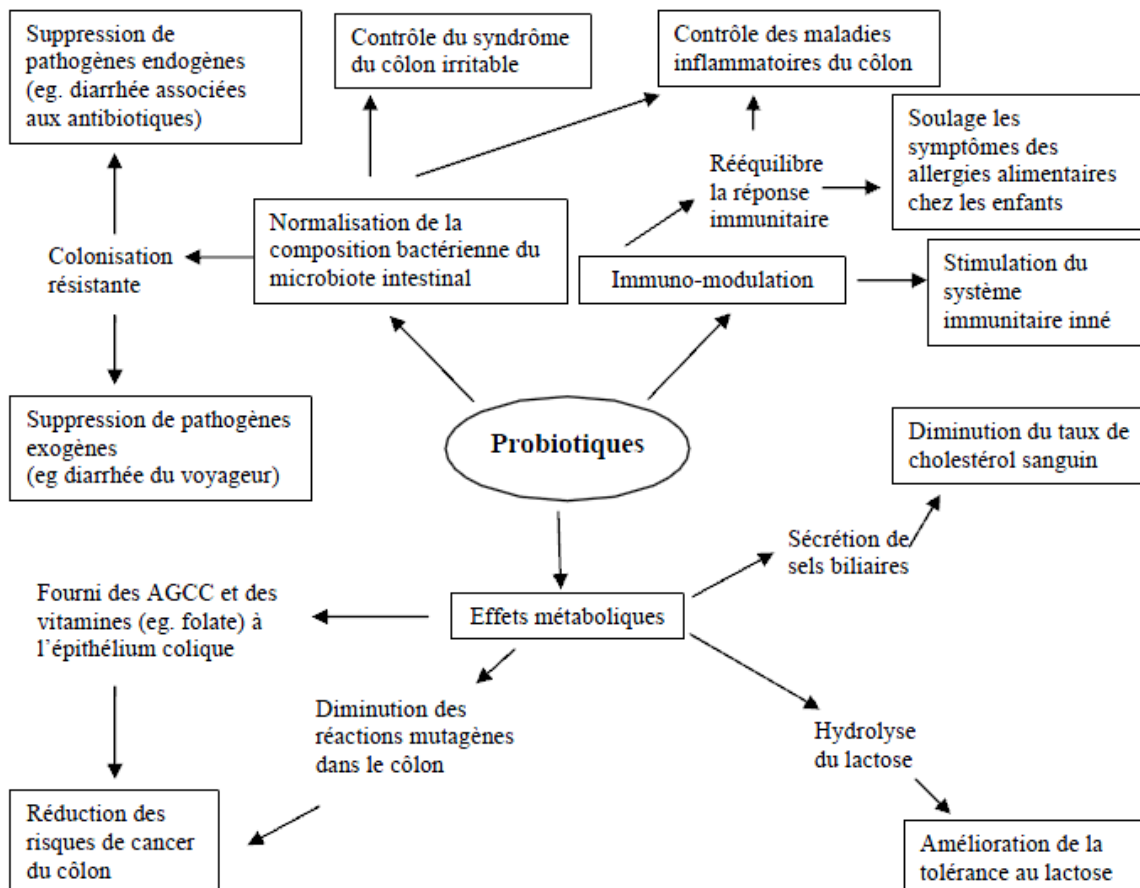 Suppression de
pathogènes endogènes
(eg. diarrhée associées
aux antibiotiques)
Contrôle du syndrôme
du côlon irritable
Contrôle des maladies
inflammatoires du côlon
Soulage les
symptômes des
allergies alimentaires
chez les enfants
Rééquilibre
la réponse
immunitaire
Normalisation de la
composition bactérienne du
microbiote intestinal
Colonisation
résistante
Immuno-modulation
Stimulation du
système
immunitaire inné
Suppression de pathogènes
exogènes
(eg diarrhée du voyageur)
Probiotiques
Diminution du taux de
cholestérol sanguin
Sécrétion de
sels biliaires
Fourni des AGCC et des
vitamines (eg. folate) à
l’épithélium colique
Effets métaboliques
Diminution des
réactions mutagènes
dans le côlon
Hydrolyse
du lactose
Réduction des
risques de cancer
du côlon
Amélioration de la
tolérance au lactose